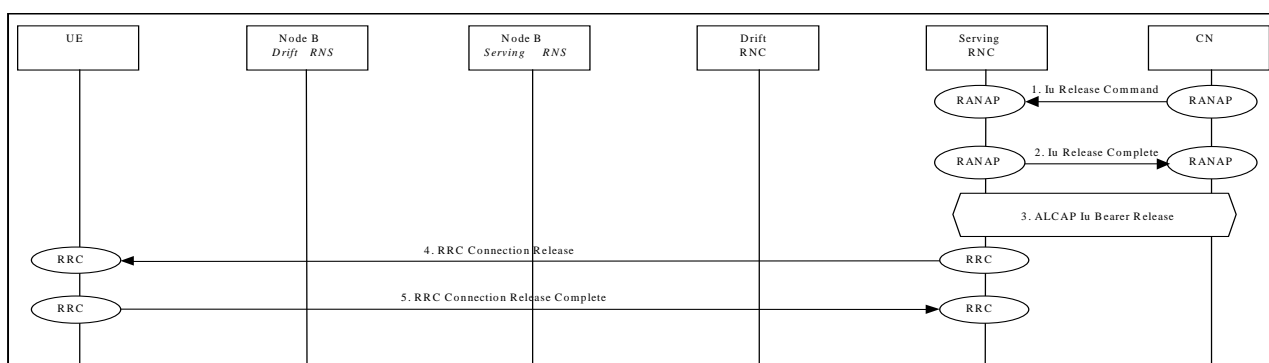 UE
Node B
Drift RNS
Node B
Serving RNS
Drift
RNC
Serving
RNC
CN
RANAP
1. Iu Release Command
RANAP
RANAP
2. Iu Release Complete
RANAP
3. ALCAP Iu Bearer Release
RRC
4. RRC Connection Release
RRC
RRC
5. RRC Connection Release Complete
RRC